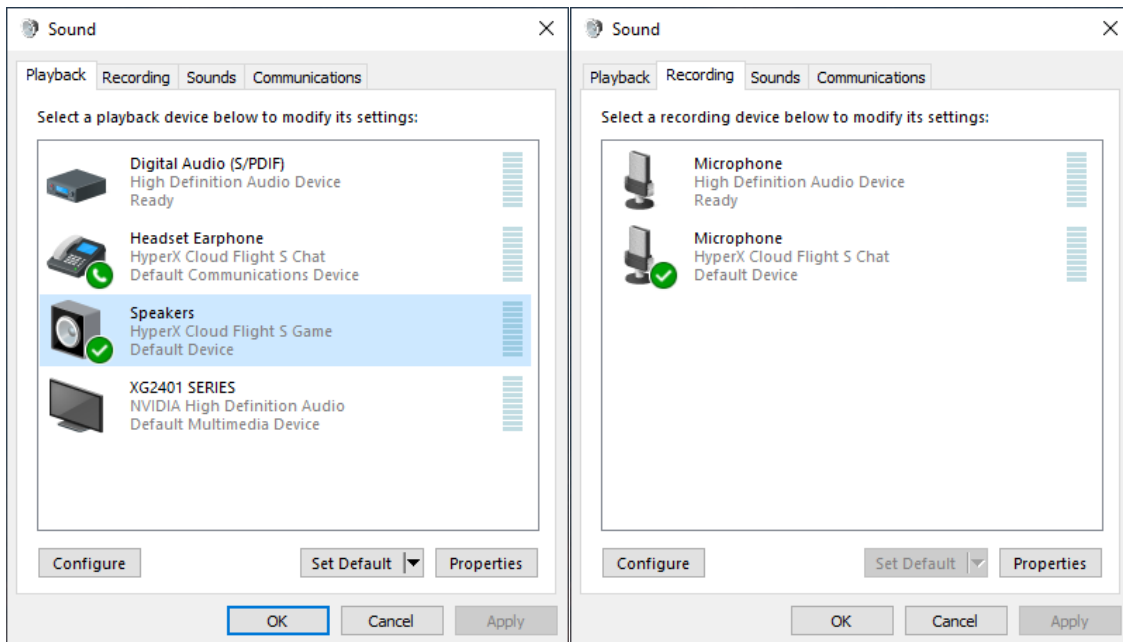 Sound
Playback Recording Sounds Communications
Select a playback device below to modify its settings:
Digital Audio (S/PDIF)
High Definition Audio Device
Ready
Headset Earphone
HyperX Cloud Flight S Chat
Default Communications Device
Speakers
HyperX Cloud Flight S Game
Default Device
XG2401 SERIES
NVIDIA High Definition Audio
Default Multimedia Device
Configure Set Default Properties
OK Cancel Apply
Sound
Playback Recording Sounds Communications
Select a recording device below to modify its settings:
Microphone
High Definition Audio Device
Ready
Microphone
HyperX Cloud Flight S Chat
Default Device
Configure Set Default Properties
OK Cancel Apply